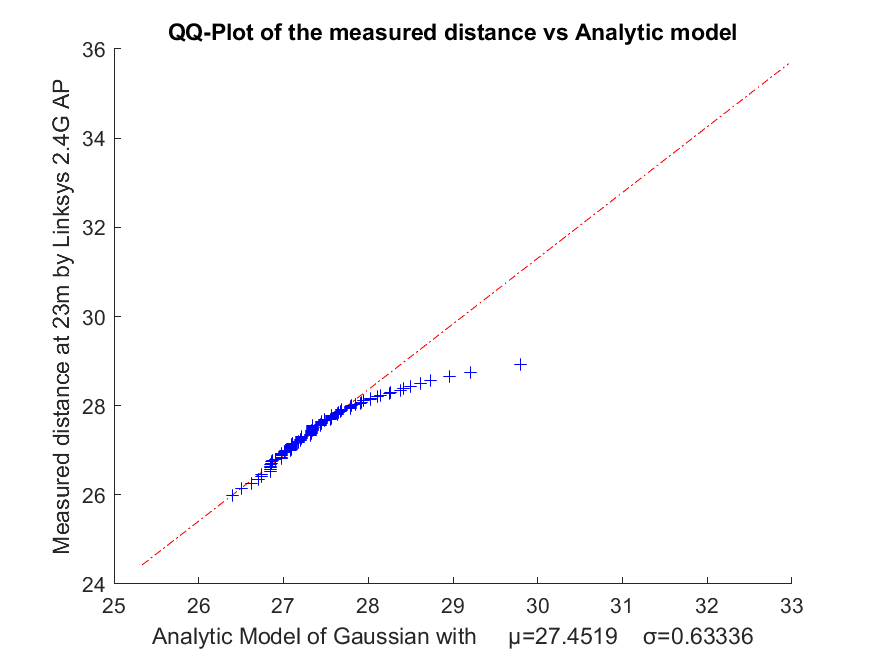 QQ-Plot of the measured distance vs Analytic model
Measured distance at 23m by Linksys 2.4G AP
36
34
32
30
28
26
24
25 26 27 28 29 30 31 32 33
Analytic Model of Gaussian with μ=27.4519 σ=0.63336